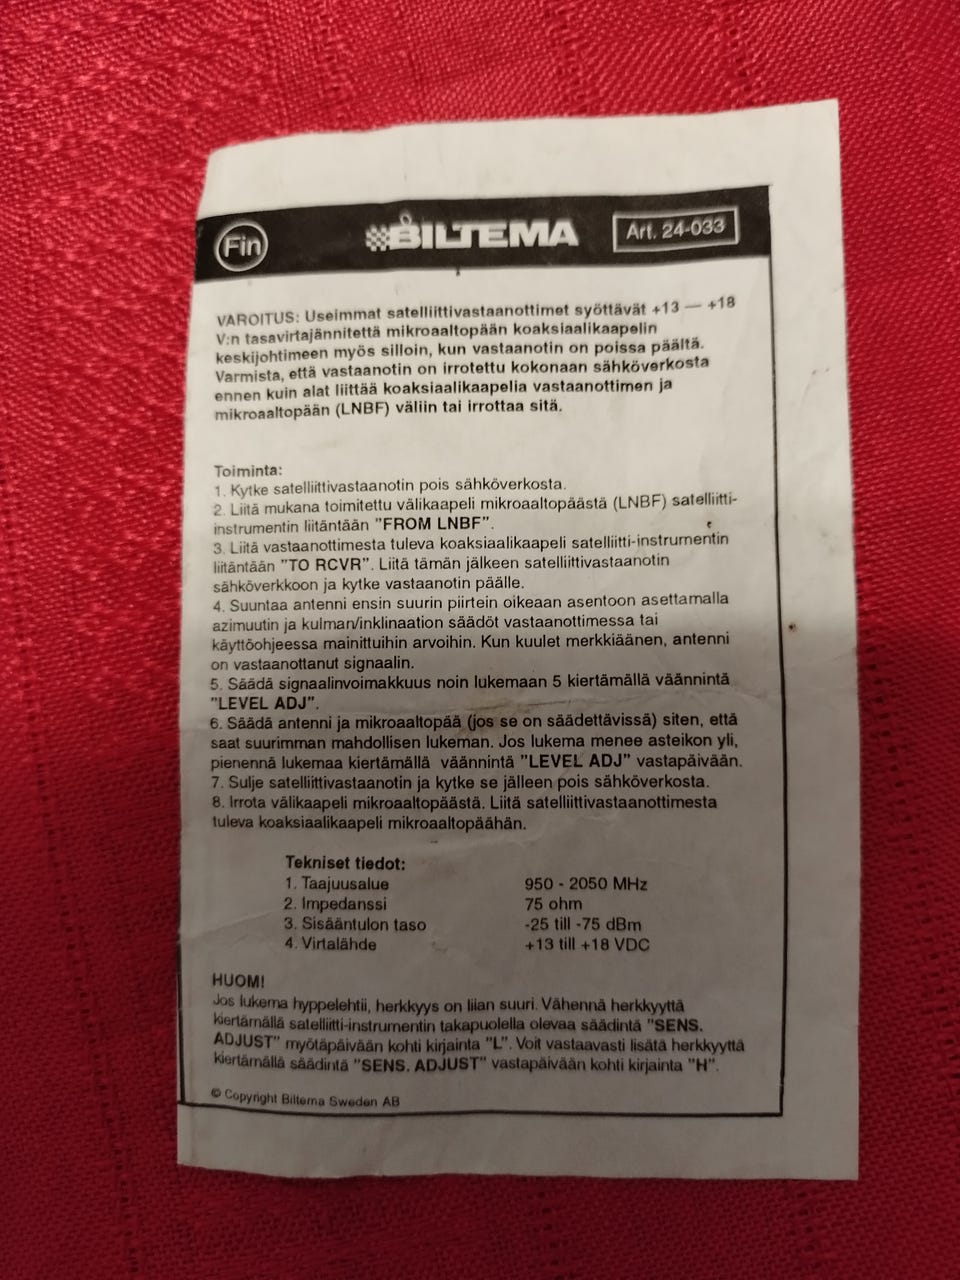 Fin
BILTEMA
Art. 24-033
VAROITUS: Useimmat satelliittivastaanottimet syöttävät +13 — +18
V:n tasavirtajännitettä mikroaaltopään koaksiaalikaapelin
keskijohtimeen myös silloin, kun vastaanotin on poissa päältä.
Varmista, että vastaanotin on irrotettu kokonaan sähköverkosta
ennen kuin alat liittää koaksiaalikaapelia vastaanottimen ja
mikroaaltopään (LNBF) väliin tai irrottaa sitä.
Toiminta:
1. Kytke satelliittivastaanotin pois sähköverkosta.
2. Liitä mukana toimitettu välikaapeli mikroaaltopäästä (LNBF) satelliitti-
instrumentin liitäntään "FROM LNBF".
3. Liitä vastaanottimesta tuleva koaksiaalikaapeli satelliitti-instrumentin
liitäntään "TO RCVR". Liitä tämän jälkeen satelliittivastaanotin
sähköverkkoon ja kytke vastaanotin päälle.
4. Suuntaa antenni ensin suurin piirtein oikeaan asentoon asettamalla
azimuutin ja kulman/inklinaation säädöt vastaanottimessa tai
käyttöohjeessa mainittuihin arvoihin. Kun kuulet merkkiäänen, antenni
on vastaanottanut signaalin.
5. Säädä signaalinvoimakkuus noin lukemaan 5 kiertämällä väännintä
"LEVEL ADJ".
6. Säädä antenni ja mikroaaltopää (jos se on säädettävissä) siten, että
saat suurimman mahdollisen lukeman. Jos lukema menee asteikon yli,
pienennä lukemaa kiertämällä väännintä "LEVEL ADJ" vastapäivään.
7. Sulje satelliittivastaanotin ja kytke se jälleen pois sähköverkosta.
8. Irrota välikaapeli mikroaaltopäästä. Liitä satelliittivastaanottimesta
tuleva koaksiaalikaapeli mikroaaltopäähän.
Tekniset tiedot:
1. Taajuusalue 950 - 2050 MHz
2. Impedanssi 75 ohm
3. Sisääntulon taso -25 till -75 dBm
4. Virtalähde +13 till +18 VDC
HUOM!
Jos lukema hyppelehtii, herkkyys on liian suuri. Vähennä herkkyyttä
kiertämällä satelliitti-instrumentin takapuolella olevaa säädintä "SENS.
ADJUST" myötäpäivään kohti kirjainta "L". Voit vastaavasti lisätä herkkyyttä
kiertämällä säädintä "SENS. ADJUST" vastapäivään kohti kirjainta "H".
© Copyright Biltema Sweden AB